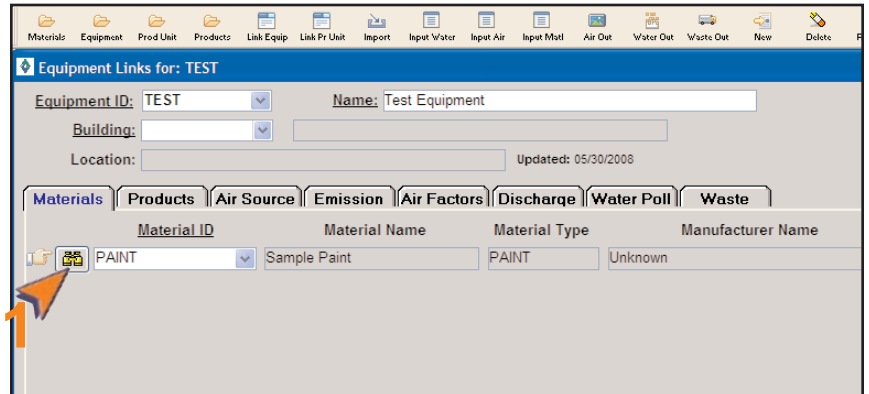 Materials Equipment Prod Unit Products Link Equip Link Pr Unit Import Input Water Input Air Input Matl Air Out Water Out Waste Out New Delete
Equipment Links for: TEST
Equipment ID: TEST Name: Test Equipment
Building:
Location: Updated: 05/30/2008
Materials Products Air Source Emission Air Factors Discharge Water Poll Waste
Material ID Material Name Material Type Manufacturer Name
PAINT Sample Paint PAINT Unknown
1